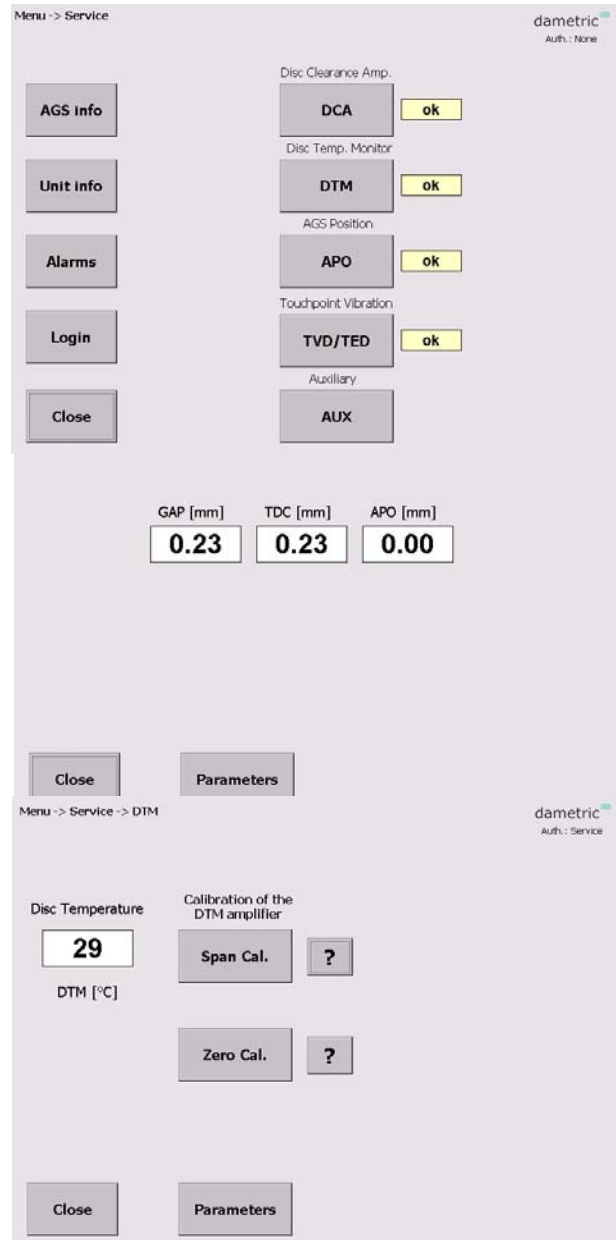 Menu -> Service
dametric
Auth.: None
Disc Clearance Amp.
AGS info
DCA
ok
Disc Temp. Monitor
Unit info
DTM
ok
AGS Position
Alarms
APO
ok
Touchpoint Vibration
Login
TVD/TED
ok
Auxiliary
Close
AUX
GAP [mm]
TDC [mm]
APO [mm]
0.23
0.23
0.00
Close
Parameters
Menu -> Service -> DTM
dametric
Auth.: Service
Disc Temperature
Calibration of the
DTM amplifier
29
Span Cal.
?
DTM [°C]
Zero Cal.
?
Close
Parameters